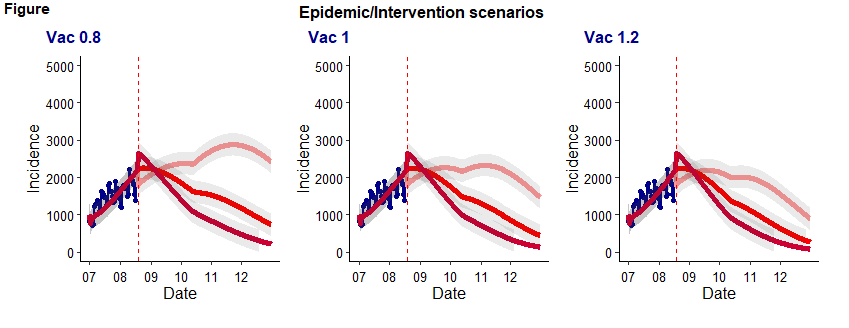 Figure
Epidemic/Intervention scenarios
Vac 0.8
Vac 1
Vac 1.2
Incidence
5000
4000
3000
2000
1000
0
07 08 09 10 11 12
Date
Incidence
5000
4000
3000
2000
1000
0
07 08 09 10 11 12
Date
Incidence
5000
4000
3000
2000
1000
0
07 08 09 10 11 12
Date